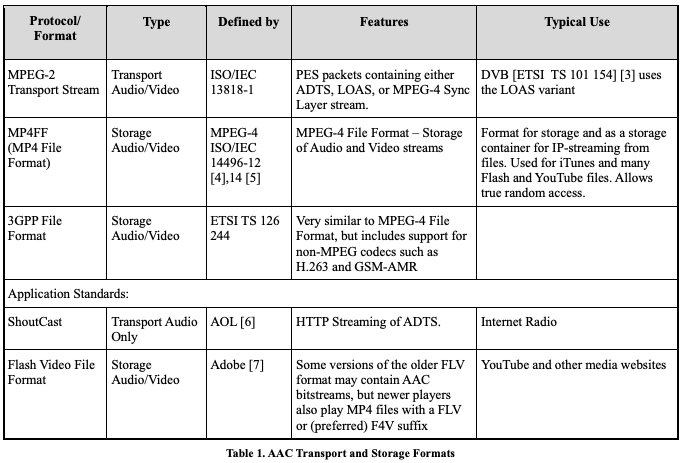 Protocol/ Format Type Defined by Features Typical Use
MPEG-2 Transport Stream
Transport Audio/Video
ISO/IEC 13818-1
PES packets containing either
ADTS, LOAS, or MPEG-4 Sync
Layer stream.
DVB [ETSI TS 101 154] [3] uses
the LOAS variant
MP4FF
(MP4 File
Format)
Storage
Audio/Video
MPEG-4
ISO/IEC
14496-12
[4],14 [5]
MPEG-4 File Format – Storage
of Audio and Video streams
Format for storage and as a storage
container for IP-streaming from
files. Used for iTunes and many
Flash and YouTube files. Allows
true random access.
3GPP File
Format
Storage
Audio/Video
ETSI TS 126
244
Very similar to MPEG-4 File
Format, but includes support for
non-MPEG codecs such as
H.263 and GSM-AMR
Application Standards:
ShoutCast
Transport Audio
Only
AOL [6]
HTTP Streaming of ADTS.
Internet Radio
Flash Video File
Format
Storage
Audio/Video
Adobe [7]
Some versions of the older FLV
format may contain AAC
bitstreams, but newer players
also play MP4 files with a FLV
or (preferred) F4V suffix
YouTube and other media websites
Table 1. AAC Transport and Storage Formats